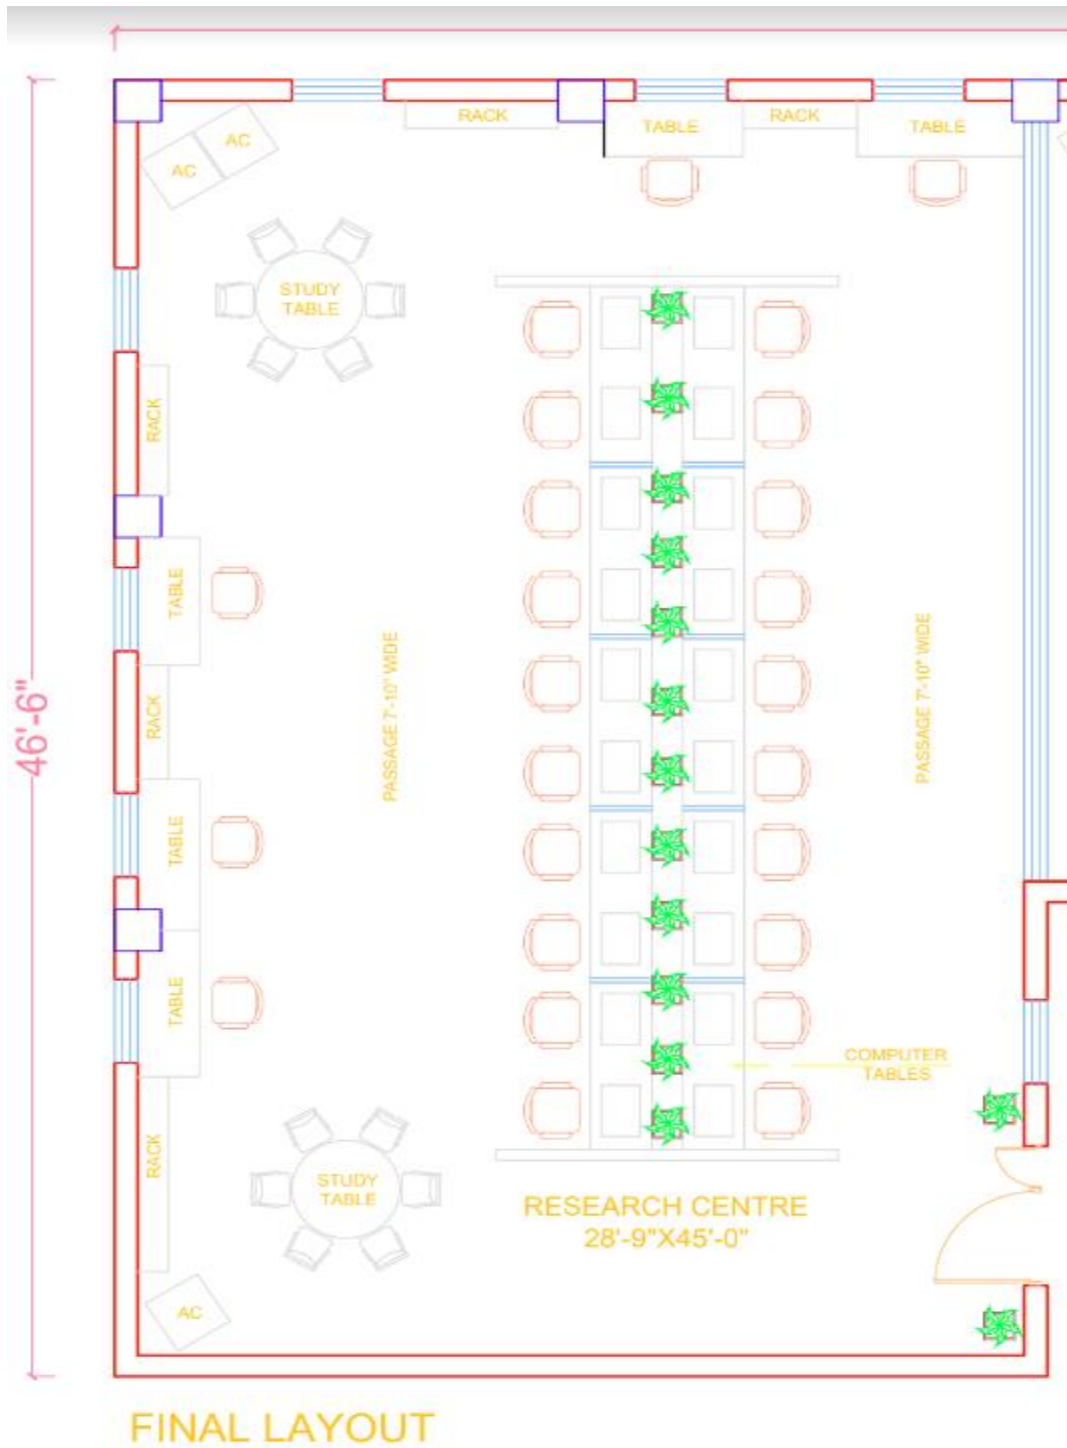 RACK
TABLE
RACK
TABLE
AC
AC
STUDY
TABLE
RACK
TABLE
PASSAGE 7'-10" WIDE
PASSAGE 7'-10" WIDE
46'-6"
RACK
TABLE
TABLE
COMPUTER
TABLES
RACK
STUDY
TABLE
RESEARCH CENTRE
28'-9"X45'-0"
AC
FINAL LAYOUT